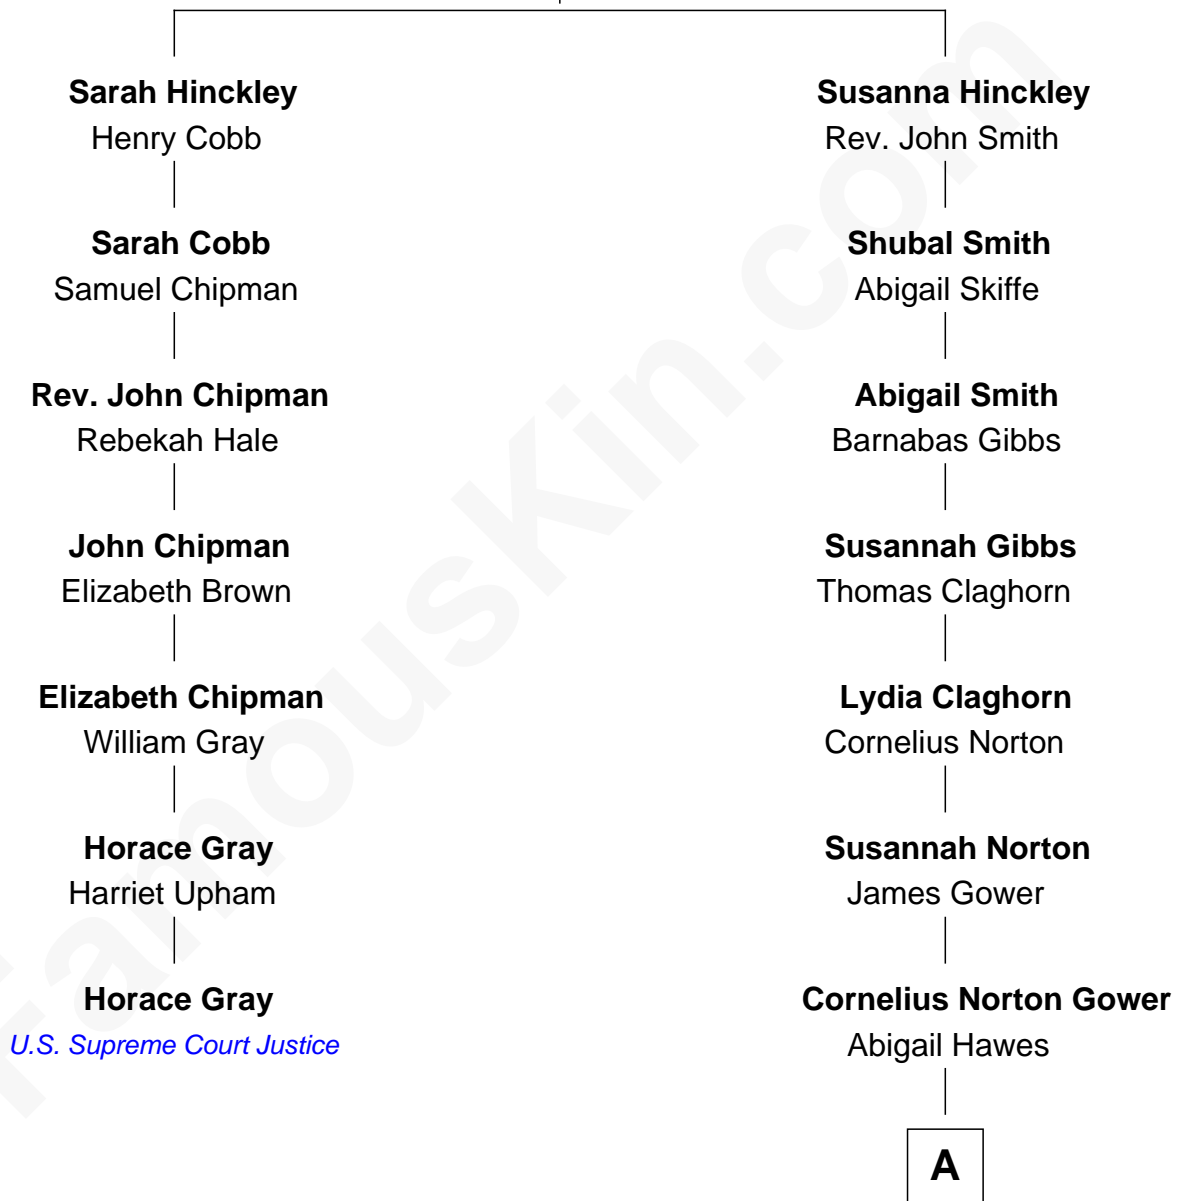 Sarah Hinckley
Henry Cobb
Sarah Cobb
Samuel Chipman
Rev. John Chipman
Rebekah Hale
John Chipman
Elizabeth Brown
Elizabeth Chipman
William Gray
Horace Gray
Harriet Upham
Horace Gray
U.S. Supreme Court Justice
Susanna Hinckley
Rev. John Smith
Shubal Smith
Abigail Skiffe
Abigail Smith
Barnabas Gibbs
Susannah Gibbs
Thomas Claghorn
Lydia Claghorn
Cornelius Norton
Susannah Norton
James Gower
Cornelius Norton Gower
Abigail Hawes
A
FamousKin.com